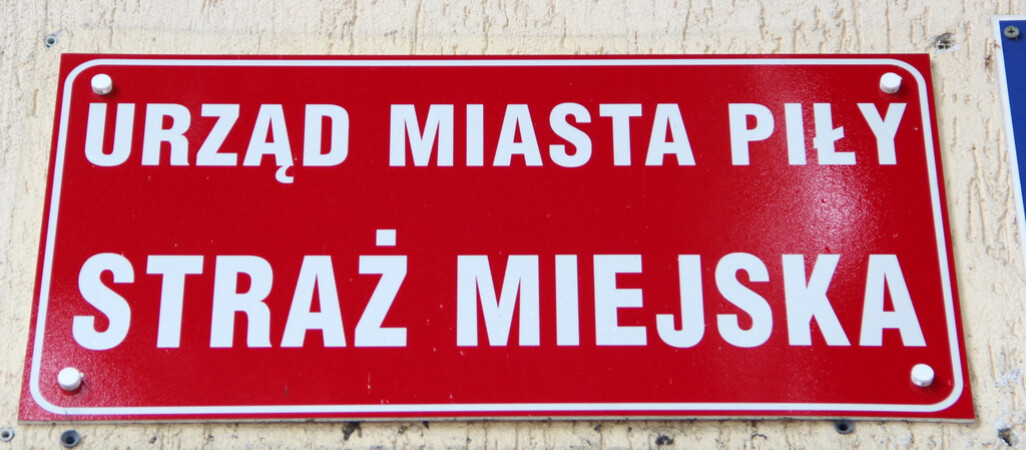 URZĄD MIASTA PIŁY
STRAŻ MIEJSKA